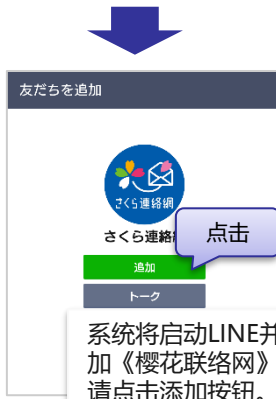 友だちを追加
さくら連絡網
さくら連絡
点击
追加
トーク
系统将启动LINE并
加《樱花联络网》
请点击添加按钮。